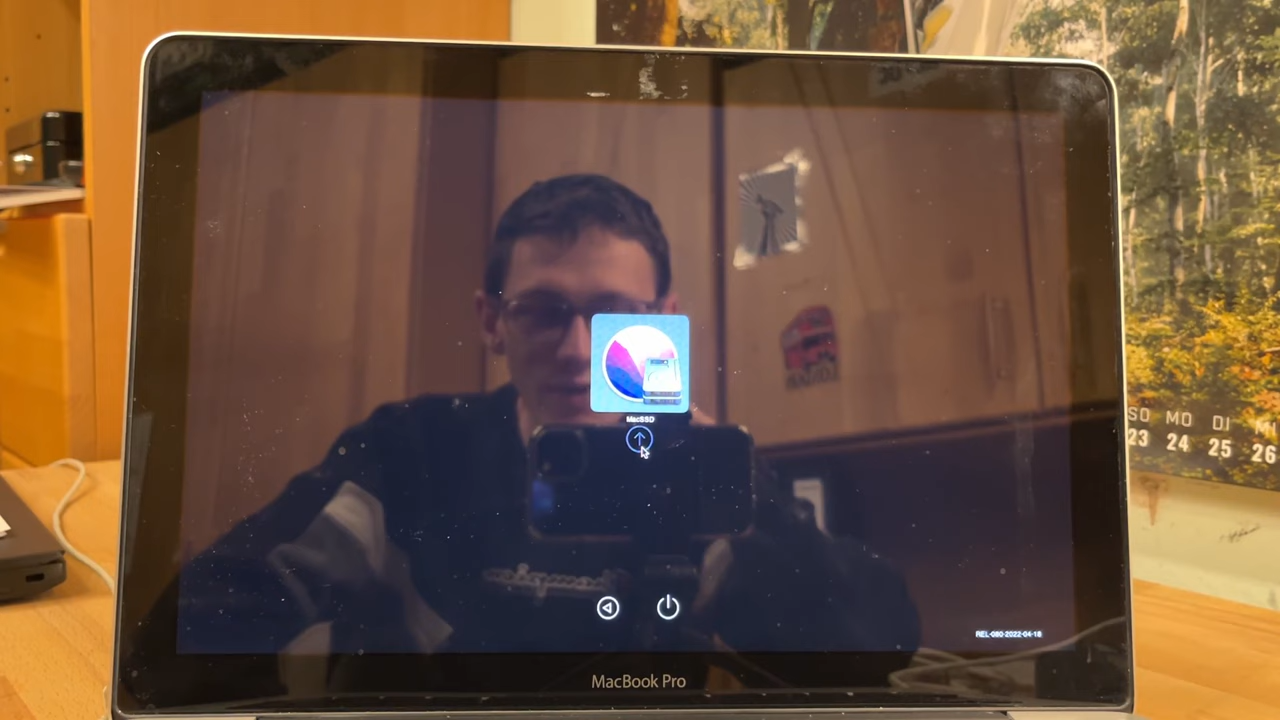 MacSSD
SO MO DI MI
23 24 25 26
REL-080-2022-04-18
MacBook Pro